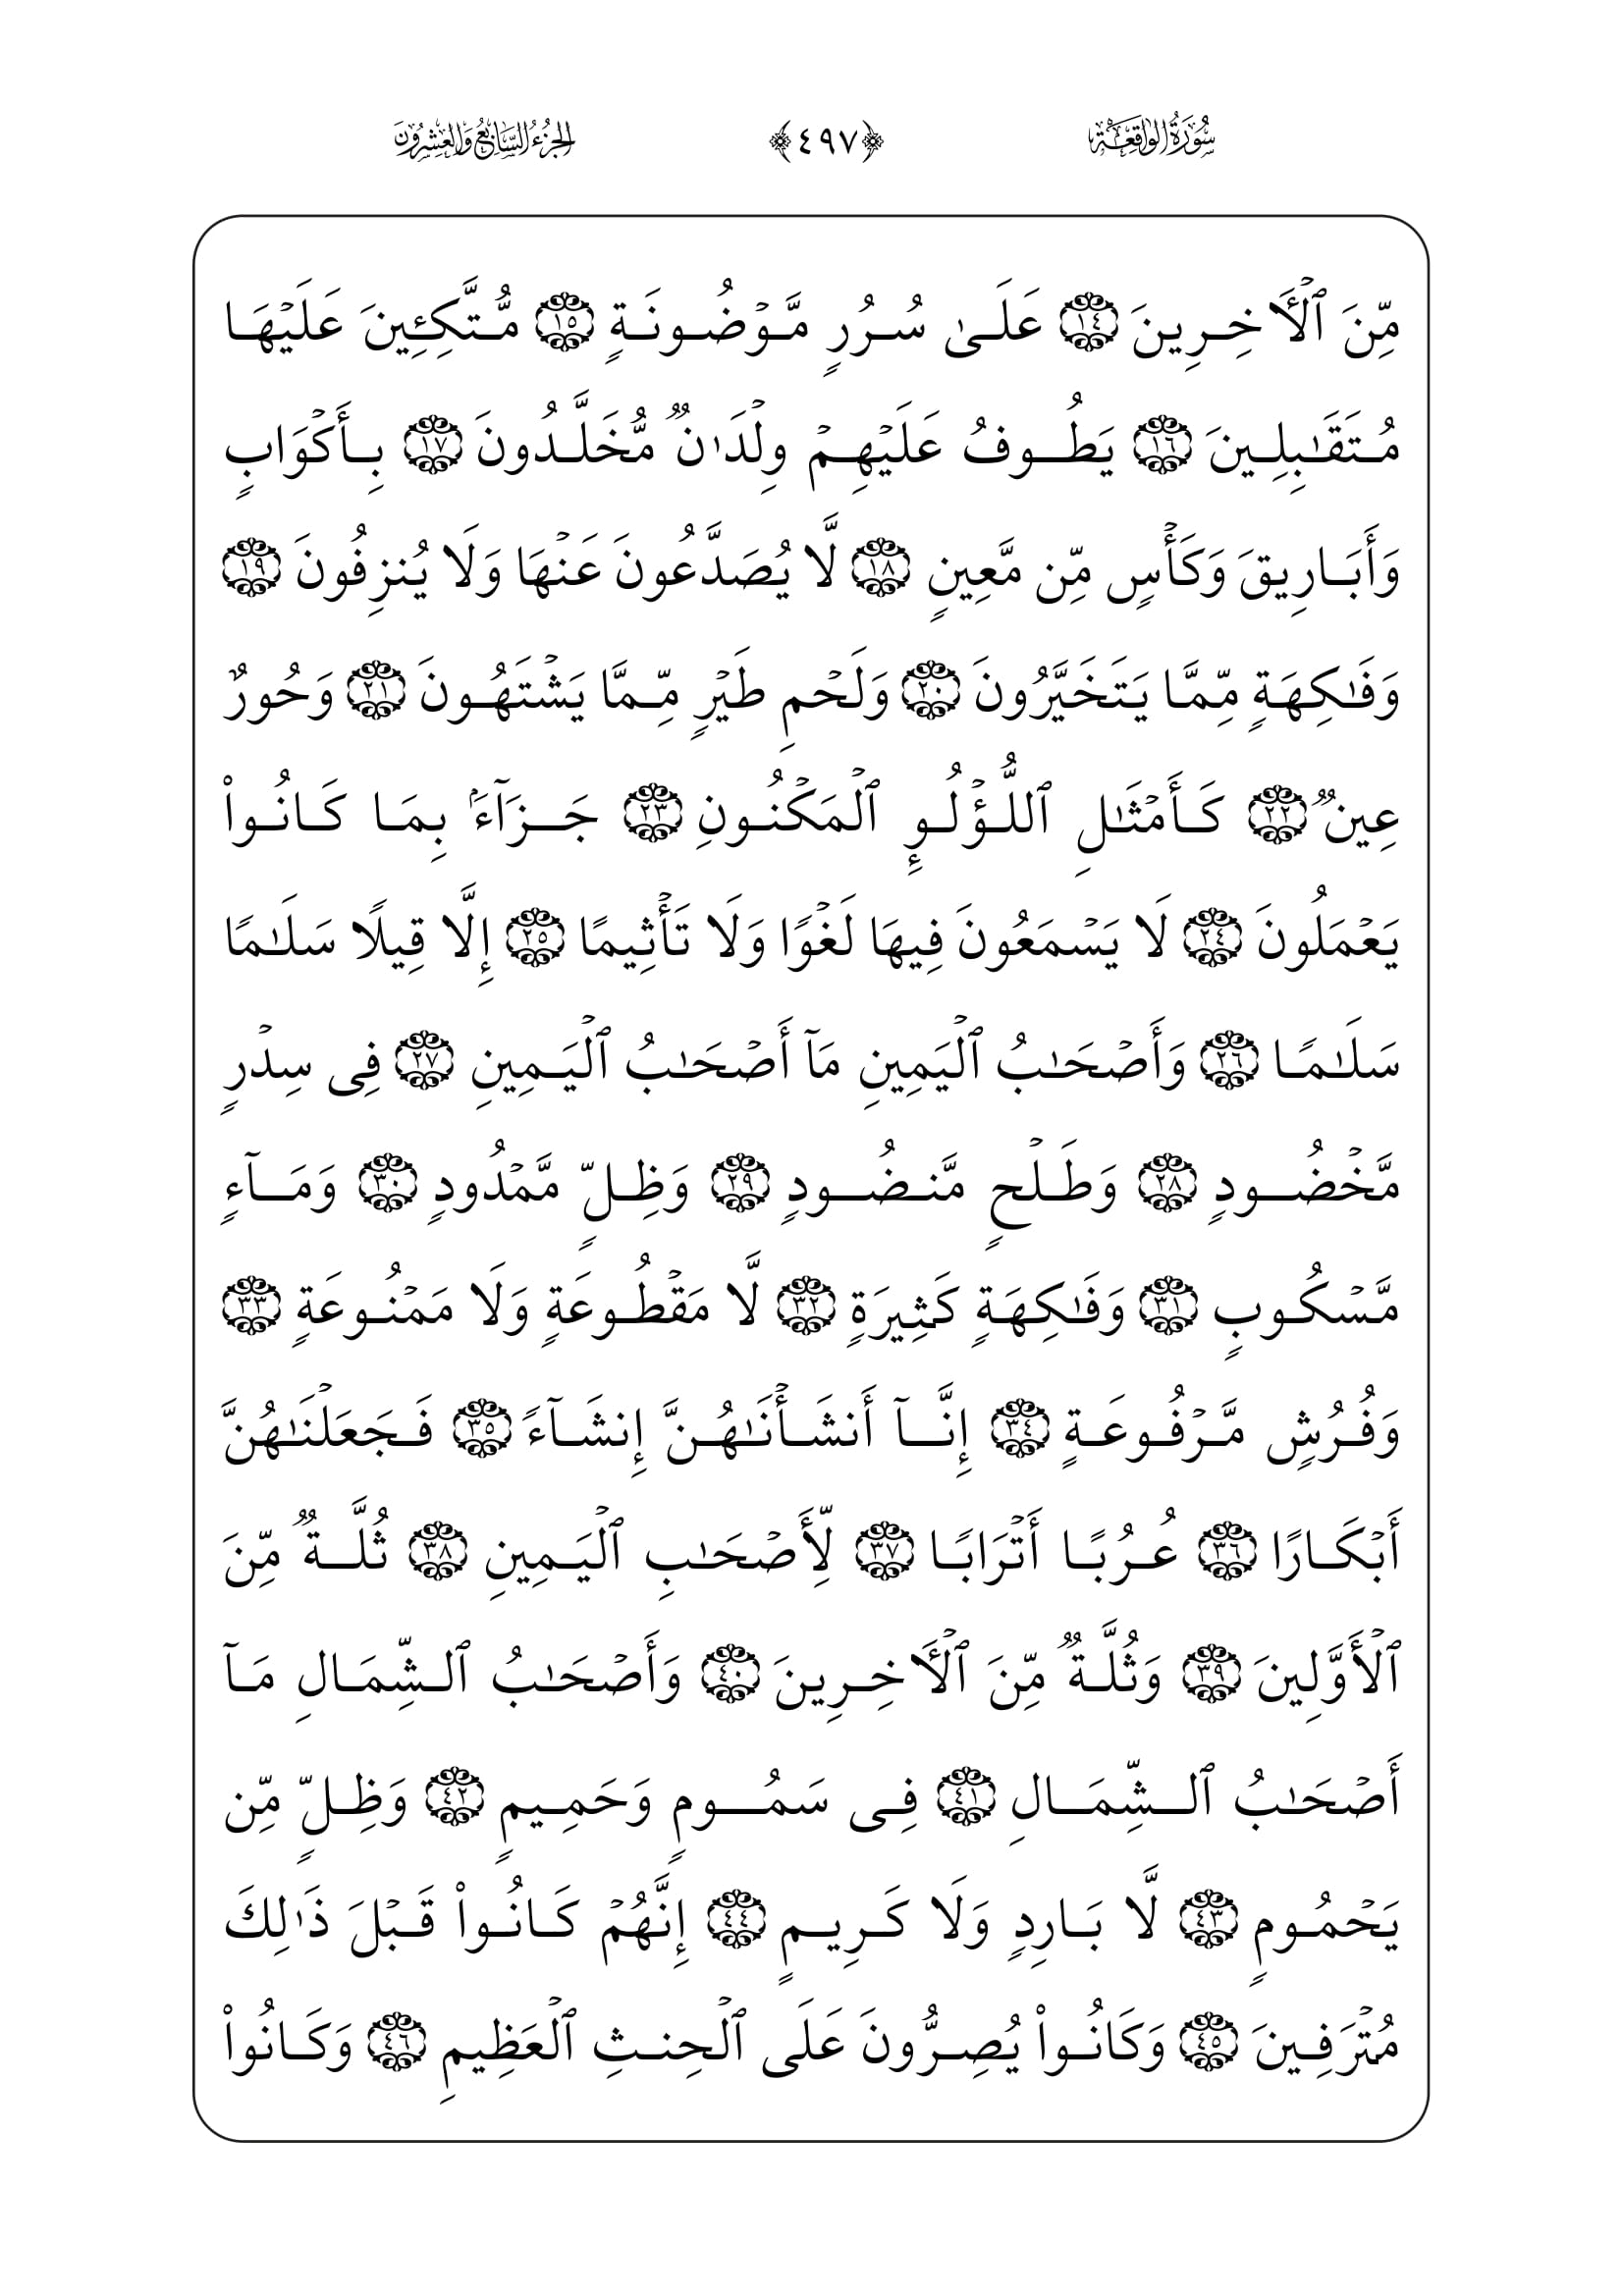 سُورَةُ الوَاقِعَة ﴿٤٩٧﴾ الجُزْءُ السَّابِعُ وَالعِشْرُونَ
مِّنَ ٱلْـَٔاخِرِينَ ١٤ عَلَىٰ سُرُرٍ مَّوْضُونَةٍ ١٥ مُّتَّكِـِٔينَ عَلَيْهَا
مُتَقَـٰبِلِينَ ١٦ يَطُوفُ عَلَيْهِمْ وِلْدَٰنٌ مُّخَلَّدُونَ ١٧ بِأَكْوَابٍ
وَأَبَارِيقَ وَكَأْسٍ مِّن مَّعِينٍ ١٨ لَّا يُصَدَّعُونَ عَنْهَا وَلَا يُنزِفُونَ ١٩
وَفَـٰكِهَةٍ مِّمَّا يَتَخَيَّرُونَ ٢٠ وَلَحْمِ طَيْرٍ مِّمَّا يَشْتَهُونَ ٢١ وَحُورٌ
عِينٌ ٢٢ كَأَمْثَـٰلِ ٱللُّؤْلُوِٕ ٱلْمَكْنُونِ ٢٣ جَزَآءًۢ بِمَا كَانُوا۟
يَعْمَلُونَ ٢٤ لَا يَسْمَعُونَ فِيهَا لَغْوًا وَلَا تَأْثِيمًا ٢٥ إِلَّا قِيلًا سَلَـٰمًا
سَلَـٰمًا ٢٦ وَأَصْحَـٰبُ ٱلْيَمِينِ مَآ أَصْحَـٰبُ ٱلْيَمِينِ ٢٧ فِى سِدْرٍ
مَّخْضُودٍ ٢٨ وَطَلْحٍ مَّنضُودٍ ٢٩ وَظِلٍّ مَّمْدُودٍ ٣٠ وَمَآءٍ
مَّسْكُوبٍ ٣١ وَفَـٰكِهَةٍ كَثِيرَةٍ ٣٢ لَّا مَقْطُوعَةٍ وَلَا مَمْنُوعَةٍ ٣٣
وَفُرُشٍ مَّرْفُوعَةٍ ٣٤ إِنَّآ أَنشَأْنَـٰهُنَّ إِنشَآءً ٣٥ فَجَعَلْنَـٰهُنَّ
أَبْكَارًا ٣٦ عُرُبًا أَتْرَابًا ٣٧ لِّأَصْحَـٰبِ ٱلْيَمِينِ ٣٨ ثُلَّةٌ مِّنَ
ٱلْأَوَّلِينَ ٣٩ وَثُلَّةٌ مِّنَ ٱلْـَٔاخِرِينَ ٤٠ وَأَصْحَـٰبُ ٱلشِّمَالِ مَآ
أَصْحَـٰبُ ٱلشِّمَالِ ٤١ فِى سَمُومٍ وَحَمِيمٍ ٤٢ وَظِلٍّ مِّن
يَحْمُومٍ ٤٣ لَّا بَارِدٍ وَلَا كَرِيمٍ ٤٤ إِنَّهُمْ كَانُوا۟ قَبْلَ ذَٰلِكَ
مُتْرَفِينَ ٤٥ وَكَانُوا۟ يُصِرُّونَ عَلَى ٱلْحِنثِ ٱلْعَظِيمِ ٤٦ وَكَانُوا۟